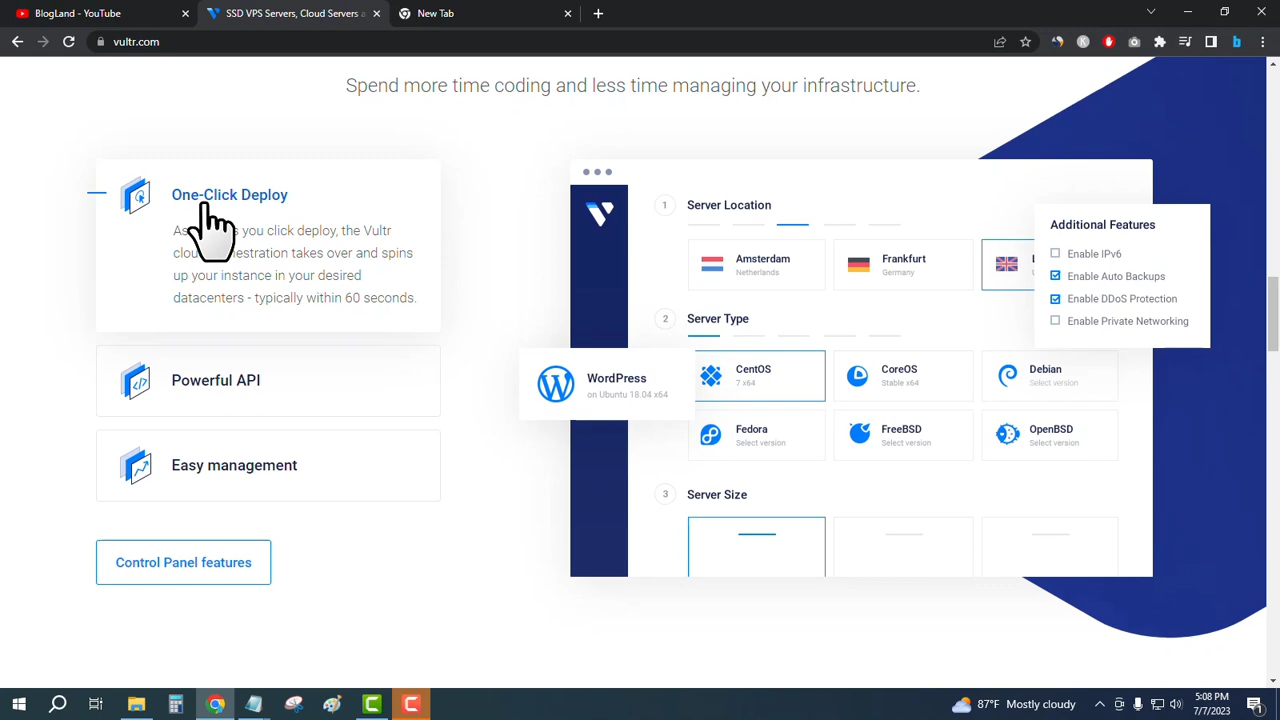 BlogLand - YouTube
SSD VPS Servers, Cloud Servers a
New Tab
vultr.com
Spend more time coding and less time managing your infrastructure.
One-Click Deploy
you click deploy, the Vultr
orchestration takes over and spins
up your instance in your desired
datacenters - typically within 60 seconds.
Powerful API
Easy management
Control Panel features
1 Server Location
Amsterdam
Netherlands
Frankfurt
Germany
Additional Features
Enable IPv6
Enable Auto Backups
Enable DDoS Protection
Enable Private Networking
2 Server Type
WordPress
on Ubuntu 18.04 x64
CentOS
7 x64
CoreOS
Stable x64
Debian
Select version
Fedora
Select version
FreeBSD
Select version
OpenBSD
Select version
3 Server Size
87°F Mostly cloudy
5:08 PM
7/7/2023